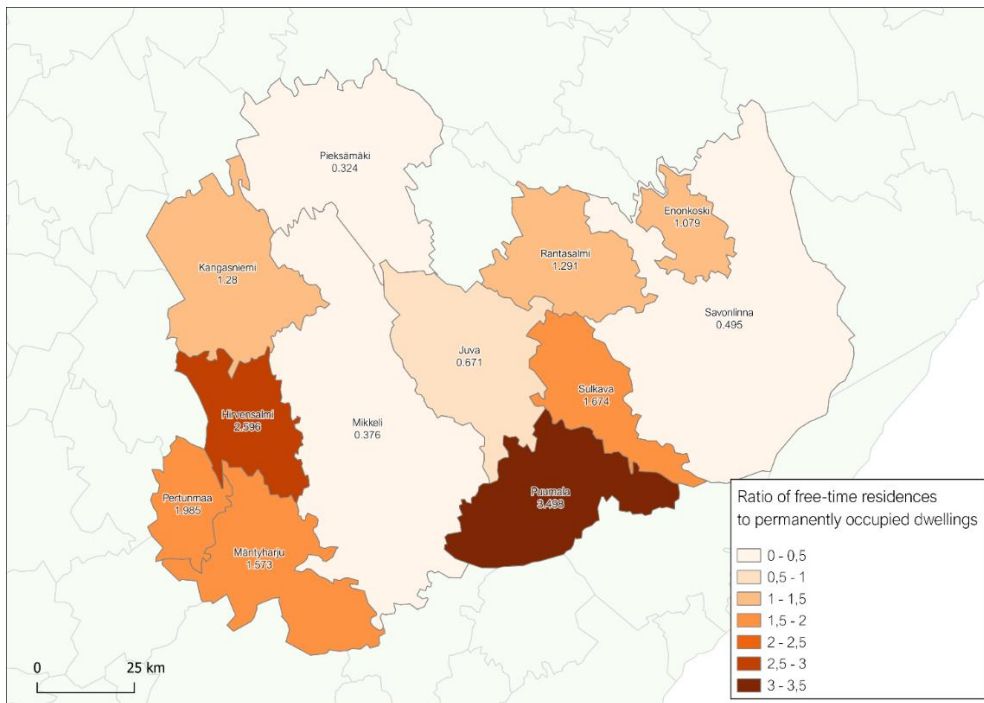 Pieksämäki
0.324
Enonkoski
1.079
Rantasalmi
1.291
Kangasniemi
1.28
Savonlinna
0.495
Juva
0.671
Sulkava
1.674
Hirvensalmi
2.596
Mikkeli
0.376
Puumala
3.498
Pertunmaa
1.985
Mäntyharju
1.573
Ratio of free-time residences
to permanently occupied dwellings
0 - 0,5
0,5 - 1
1 - 1,5
1,5 - 2
2 - 2,5
2,5 - 3
3 - 3,5
0 25 km